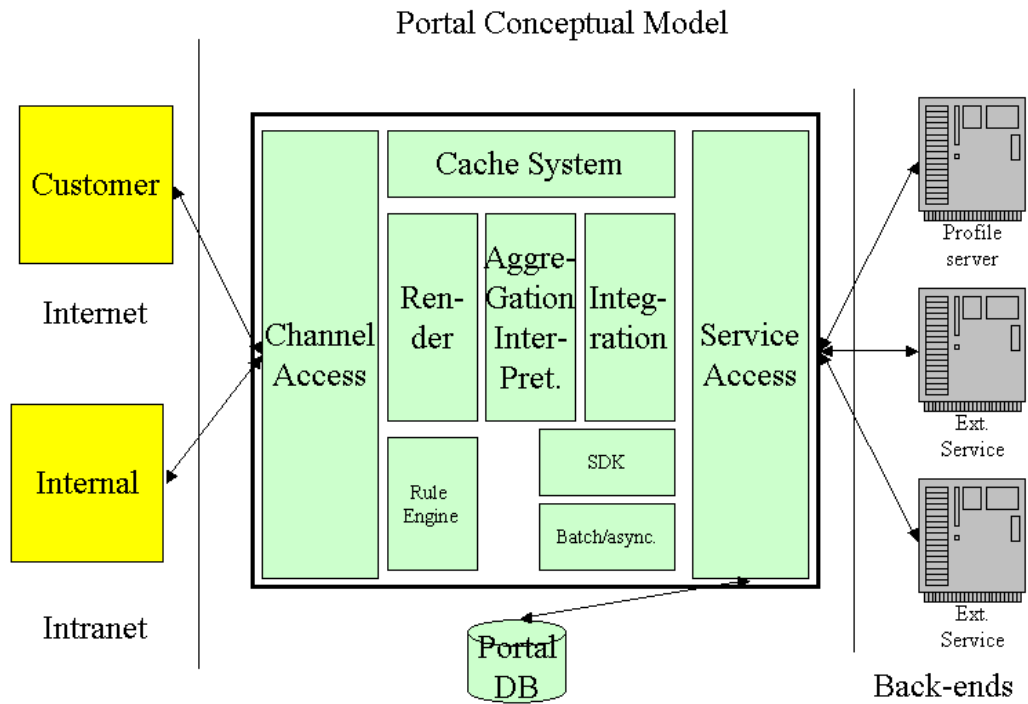 Portal Conceptual Model
Customer
Internet
Internal
Intranet
Channel
Access
Cache System
Ren-
der
Aggre-
Gation
Inter-
Pret.
Integ-
ration
Rule
Engine
SDK
Batch/async.
Service
Access
Portal
DB
Profile
server
Ext.
Service
Ext.
Service
Back-ends